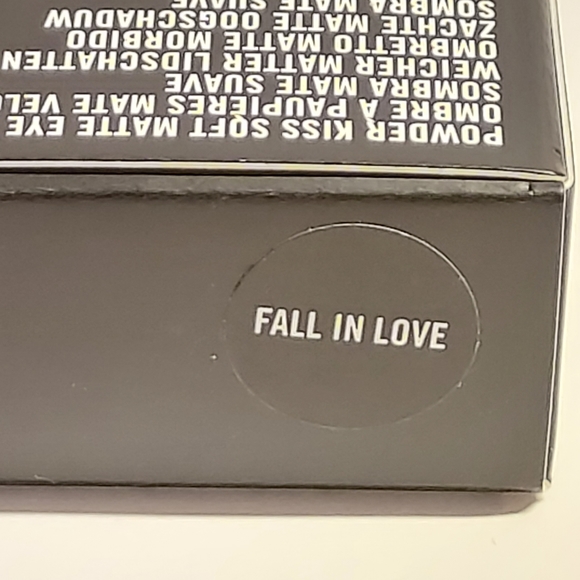 POWDER KISS SOFT MATTE EYE
OMBRE À PAUPIÈRES MATE
SOMBRA MATE SUAVE
WEICHER MATTER LIDSCHATTEN
OMBRETTO MATTE MORBIDO
ZACHTE MATTE OOGSCHADUW
SOMBRA MATE SUAVE
FALL IN LOVE